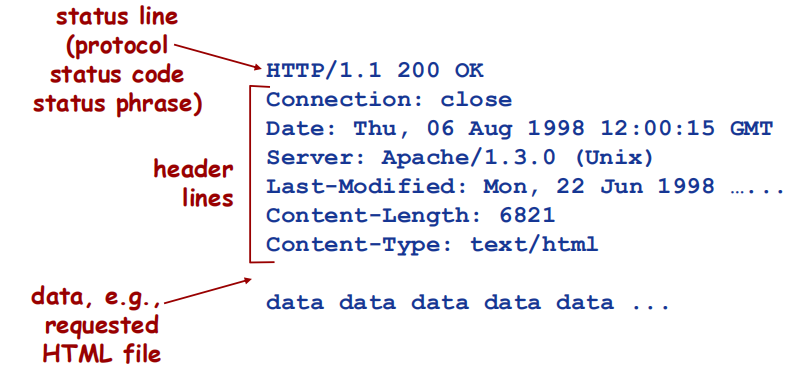 status line
(protocol
status code
status phrase)
HTTP/1.1 200 OK
Connection: close
Date: Thu, 06 Aug 1998 12:00:15 GMT
Server: Apache/1.3.0 (Unix)
Last-Modified: Mon, 22 Jun 1998 …...
Content-Length: 6821
Content-Type: text/html
header
lines
data, e.g.,
requested
HTML file
data data data data data ...